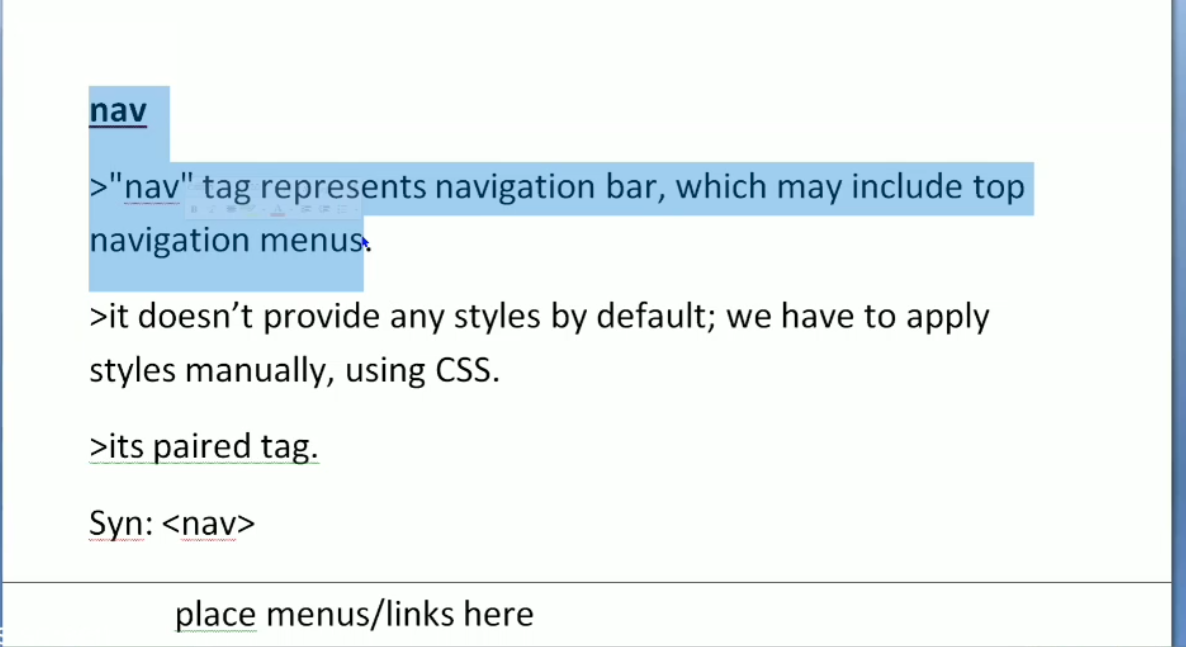 nav
>"nav" tag represents navigation bar, which may include top
navigation menus.
>it doesn’t provide any styles by default; we have to apply
styles manually, using CSS.
>its paired tag.
Syn: <nav>
place menus/links here